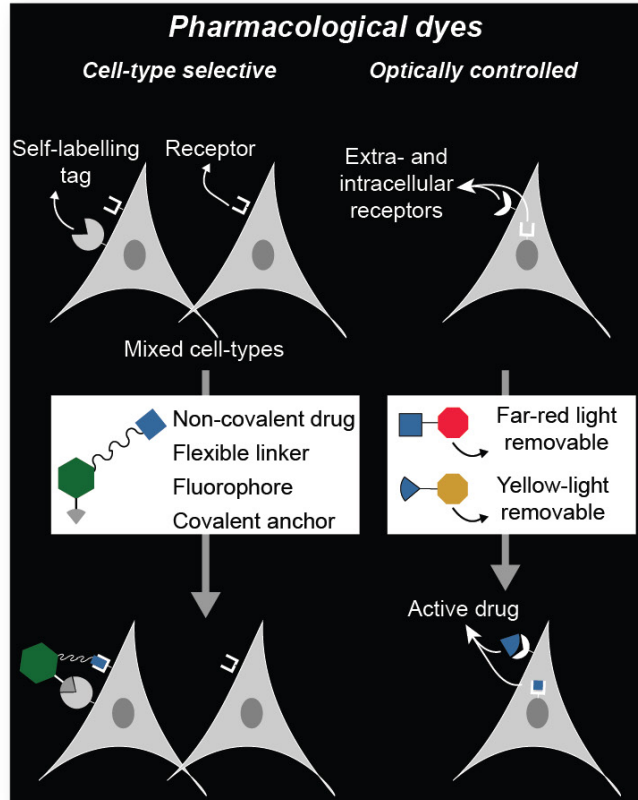 Pharmacological dyes
Cell-type selective
Optically controlled
Self-labelling
tag
Receptor
Extra- and
intracellular
receptors
Mixed cell-types
Non-covalent drug
Flexible linker
Fluorophore
Covalent anchor
Far-red light
removable
Yellow-light
removable
Active drug